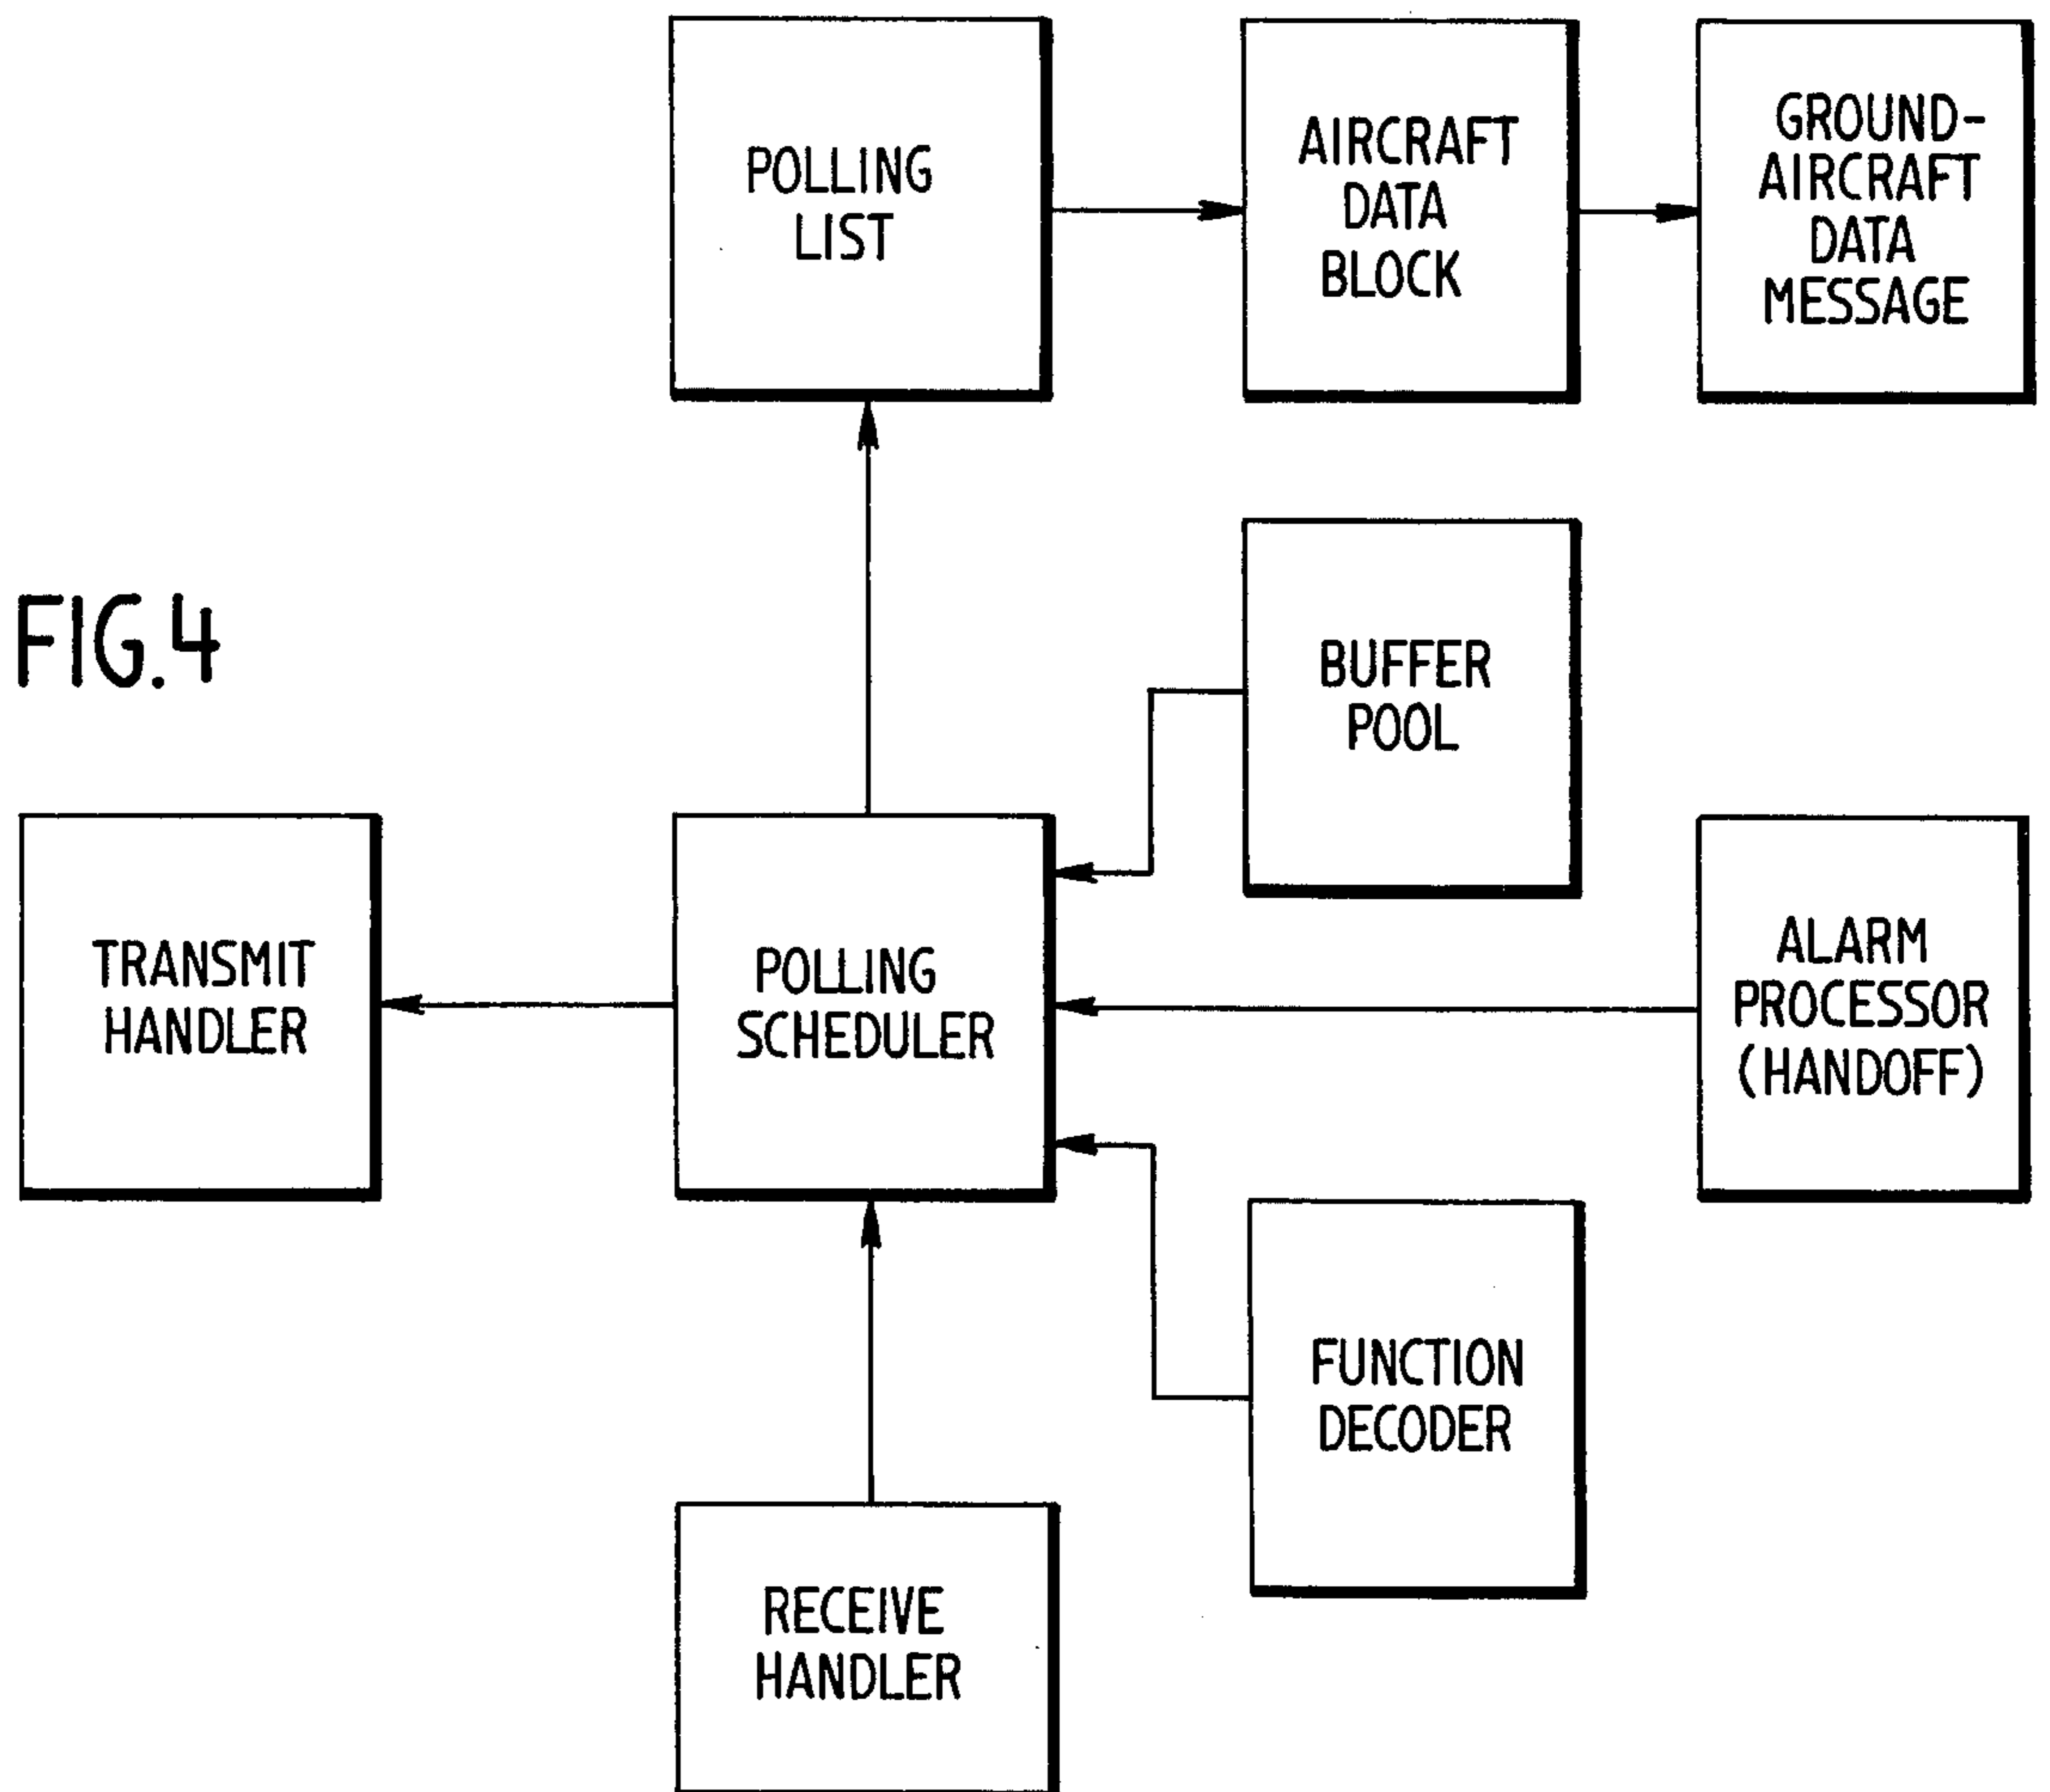 POLLING
LIST
AIRCRAFT
DATA
BLOCK
GROUND-
AIRCRAFT
DATA
MESSAGE
FIG.4
BUFFER
POOL
TRANSMIT
HANDLER
POLLING
SCHEDULER
ALARM
PROCESSOR
(HANDOFF)
FUNCTION
DECODER
RECEIVE
HANDLER